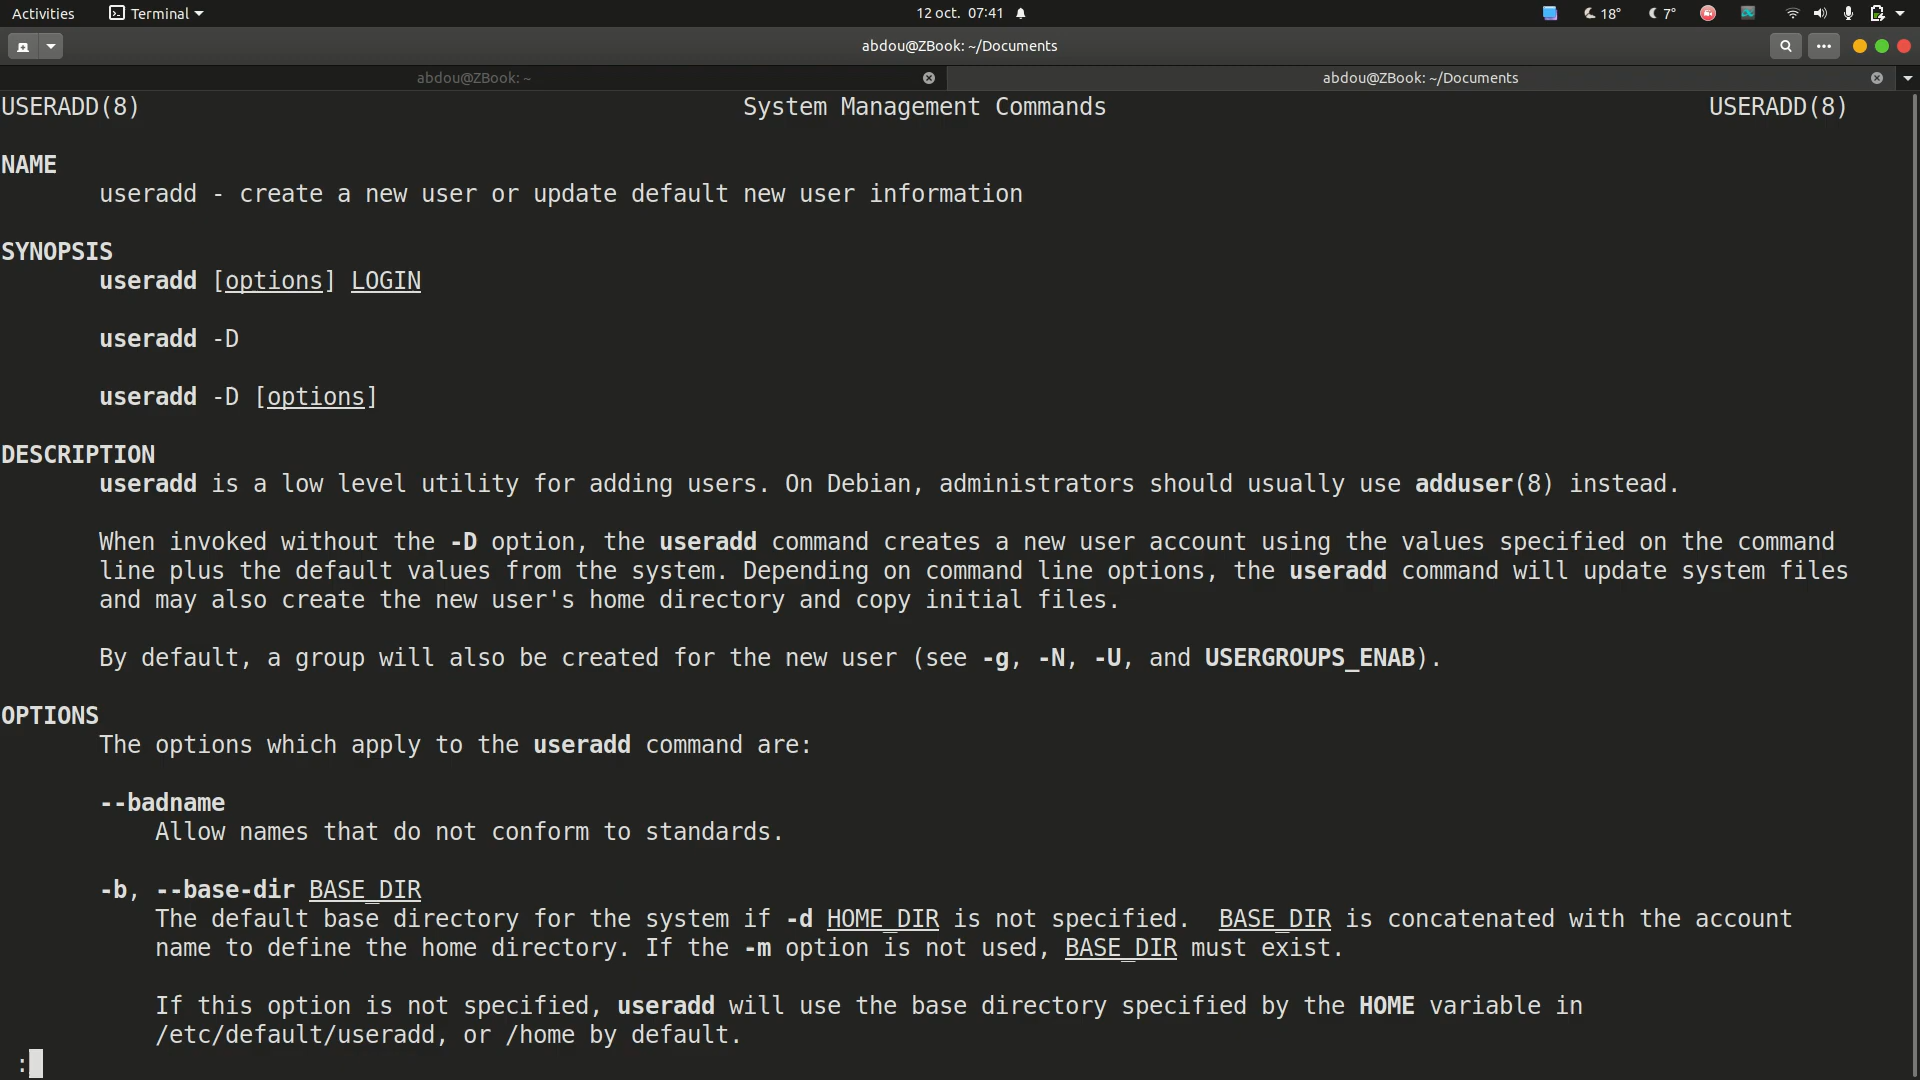 Activities Terminal 12 oct. 07:41 18° 7°
abdou@ZBook: ~/Documents
abdou@ZBook: ~ abdou@ZBook: ~/Documents
USERADD(8) System Management Commands USERADD(8)
NAME
useradd - create a new user or update default new user information
SYNOPSIS
useradd [options] LOGIN
useradd -D
useradd -D [options]
DESCRIPTION
useradd is a low level utility for adding users. On Debian, administrators should usually use adduser(8) instead.
When invoked without the -D option, the useradd command creates a new user account using the values specified on the command
line plus the default values from the system. Depending on command line options, the useradd command will update system files
and may also create the new user's home directory and copy initial files.
By default, a group will also be created for the new user (see -g, -N, -U, and USERGROUPS_ENAB).
OPTIONS
The options which apply to the useradd command are:
--badname
Allow names that do not conform to standards.
-b, --base-dir BASE_DIR
The default base directory for the system if -d HOME_DIR is not specified.  BASE_DIR is concatenated with the account
name to define the home directory. If the -m option is not used, BASE_DIR must exist.
If this option is not specified, useradd will use the base directory specified by the HOME variable in
/etc/default/useradd, or /home by default.
: